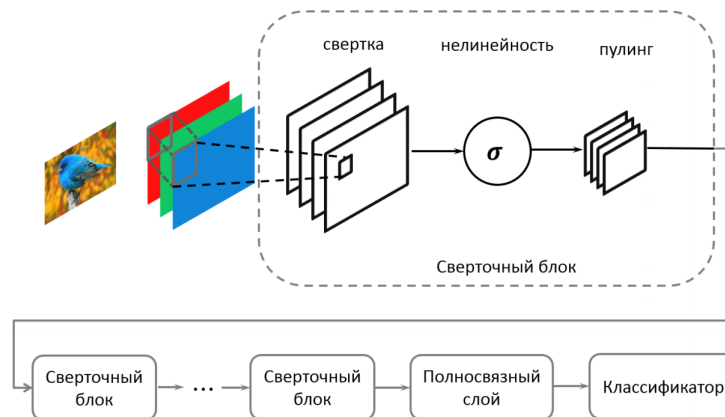 свертка нелинейность пулинг
σ
Сверточный блок
Сверточный
блок
...
Сверточный
блок
Полносвязный
слой
Классификатор